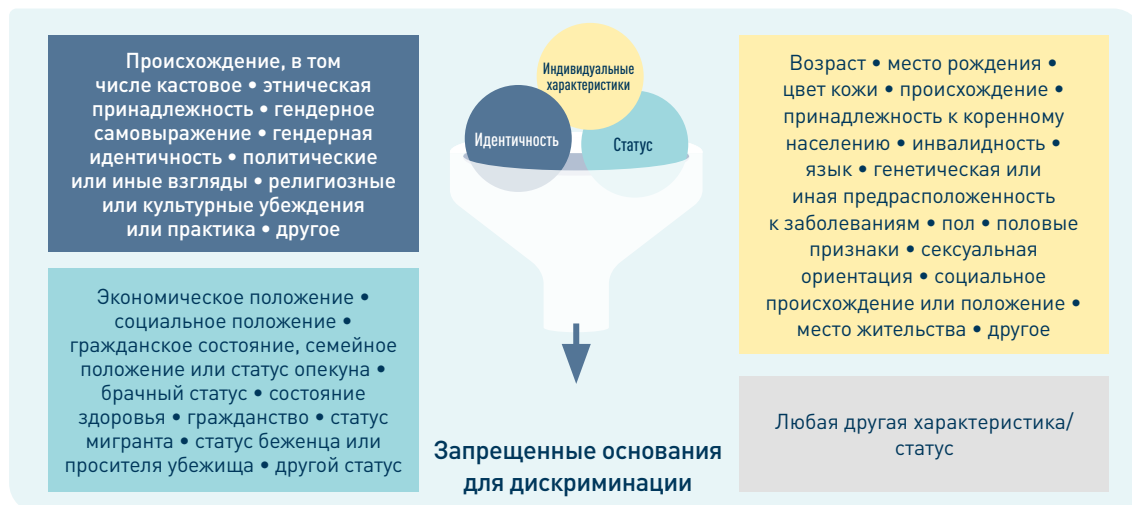 Происхождение, в том
числе кастовое • этническая
принадлежность • гендерное
самовыражение • гендерная
идентичность • политические
или иные взгляды • религиозные
или культурные убеждения
или практика • другое
Экономическое положение •
социальное положение •
гражданское состояние, семейное
положение или статус опекуна •
брачный статус • состояние
здоровья • гражданство • статус
мигранта • статус беженца или
просителя убежища • другой статус
Индивидуальные
характеристики
Идентичность
Статус
Запрещенные основания
для дискриминации
Возраст • место рождения •
цвет кожи • происхождение •
принадлежность к коренному
населению • инвалидность •
язык • генетическая или
иная предрасположенность
к заболеваниям • пол • половые
признаки • сексуальная
ориентация • социальное
происхождение или положение •
место жительства • другое
Любая другая характеристика/
статус